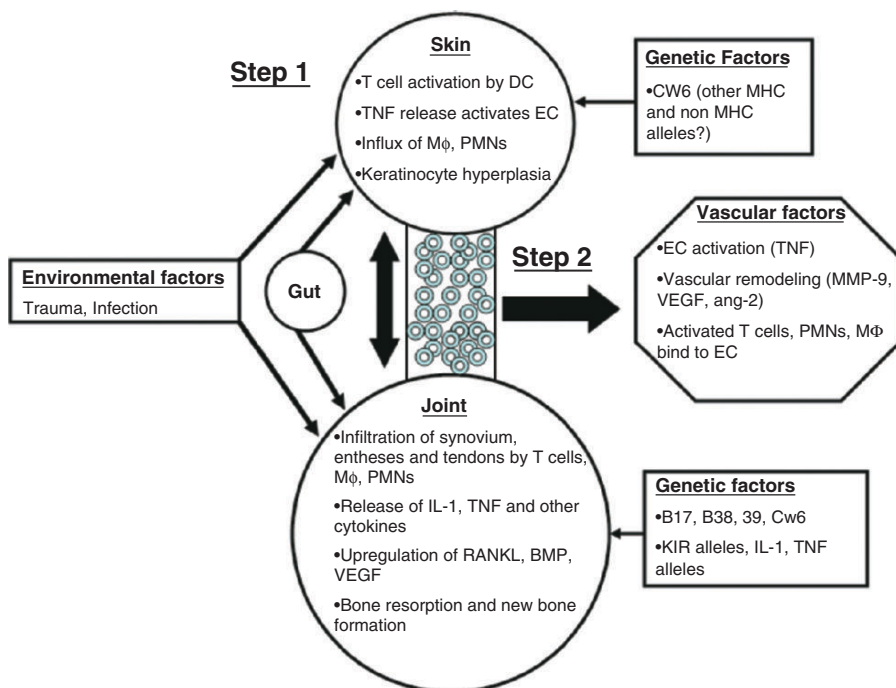 Step 1
Skin
•T cell activation by DC
•TNF release activates EC
•Influx of Mϕ, PMNs
•Keratinocyte hyperplasia
Genetic Factors
•CW6 (other MHC
and non MHC
alleles?)
Environmental factors
Trauma, Infection
Gut
Step 2
Vascular factors
•EC activation (TNF)
•Vascular remodeling (MMP-9,
VEGF, ang-2)
•Activated T cells, PMNs, MΦ
bind to EC
Joint
•Infiltration of synovium,
entheses and tendons by T cells,
Mϕ, PMNs
•Release of IL-1, TNF and other
cytokines
•Upregulation of RANKL, BMP,
VEGF
•Bone resorption and new bone
formation
Genetic factors
•B17, B38, 39, Cw6
•KIR alleles, IL-1, TNF
alleles